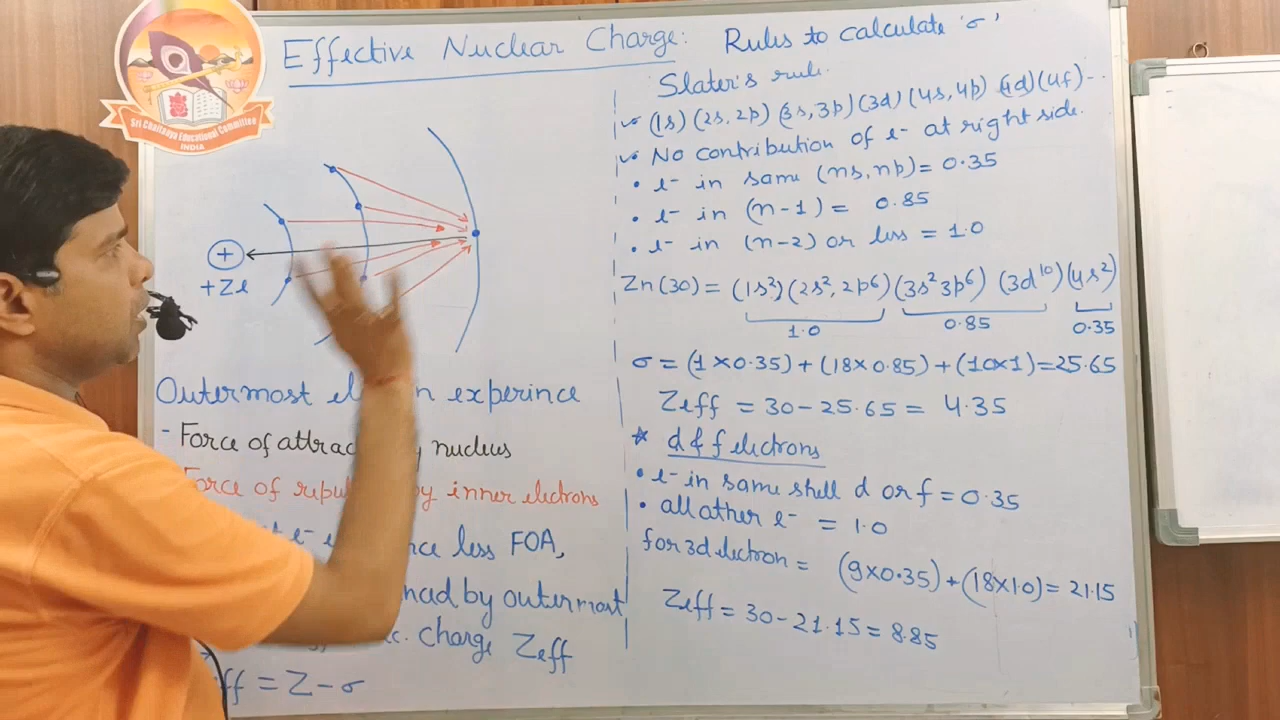 SRI CHAITANYA EDUCATIONAL COMMITTEE
INDIA
Effective Nuclear Charge:
+
+Ze
Outermost el n experince
- Force of attrac y nucleus
Force of repul by inner electrons
e- e nce less FOA,
med by outermost
c. charge Zeff
ff = Z - σ
Rules to calculate 'σ'
Slater's rule.
(1s) (2s, 2p) (3s, 3p) (3d) (4s, 4p) (4d) (4f) - -
No contribution of e- at right side.
• e- in same (ns, np) = 0.35
• e- in (n-1) = 0.85
• e- in (n-2) or less = 1.0
Zn(30) = (1s²) (2s², 2p⁶) (3s² 3p⁶) (3d¹⁰) (4s²)
1.0 0.85 0.35
σ = (1 × 0.35) + (18 × 0.85) + (10×1) = 25.65
Zeff = 30 - 25.65 = 4.35
* d & f elctrons
• e- in same shell d or f = 0.35
• all ather e- = 1.0
for 3d electron = (9×0.35) + (18×1.0) = 21.15
Zeff = 30 - 21.15 = 8.85